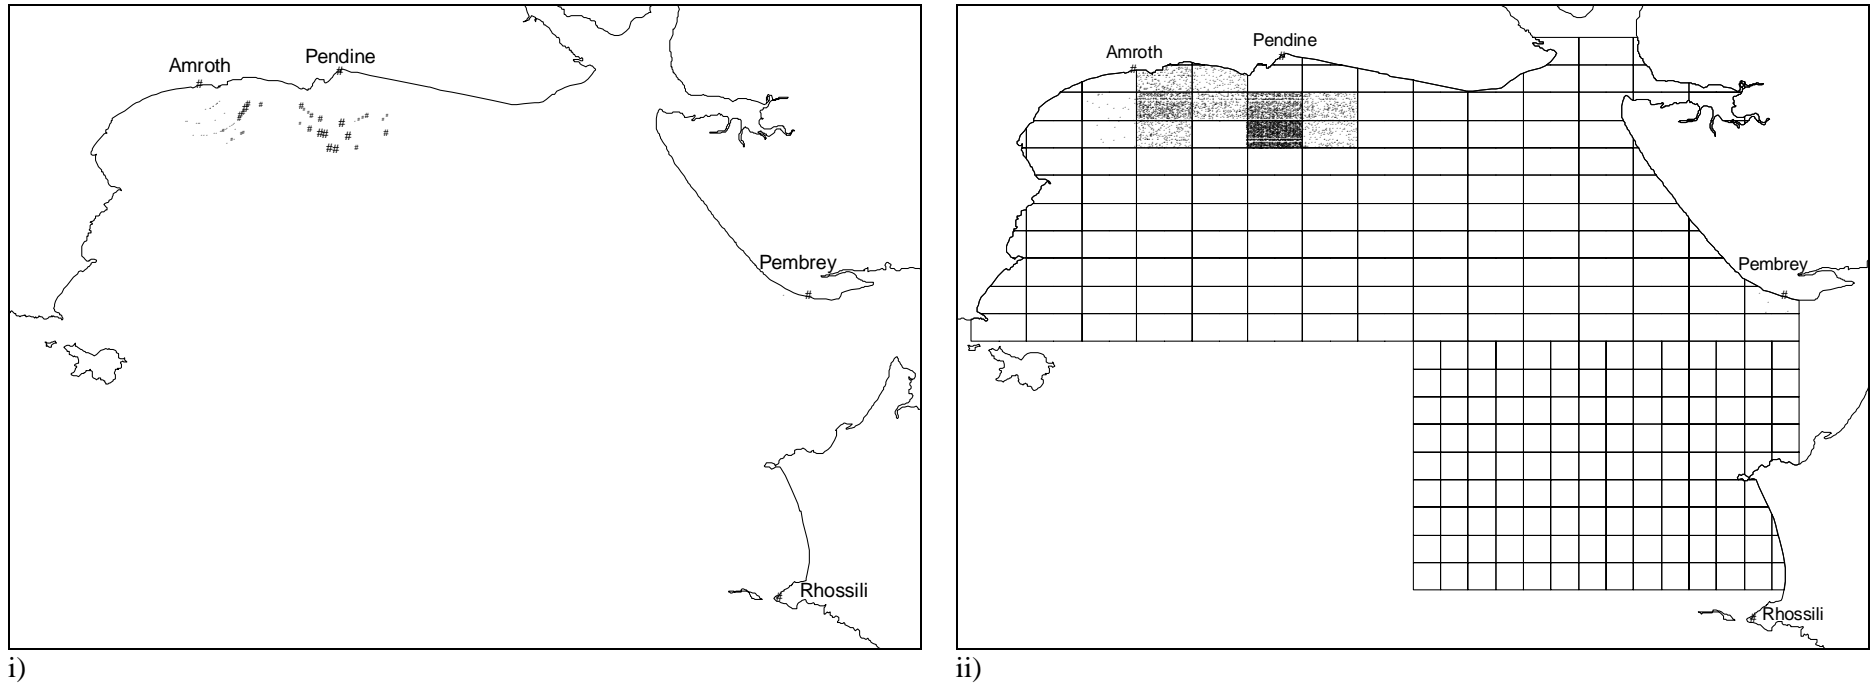 Amroth
Pendine
Pembrey
Rhossili
i)
Amroth
Pendine
Pembrey
Rhossili
ii)